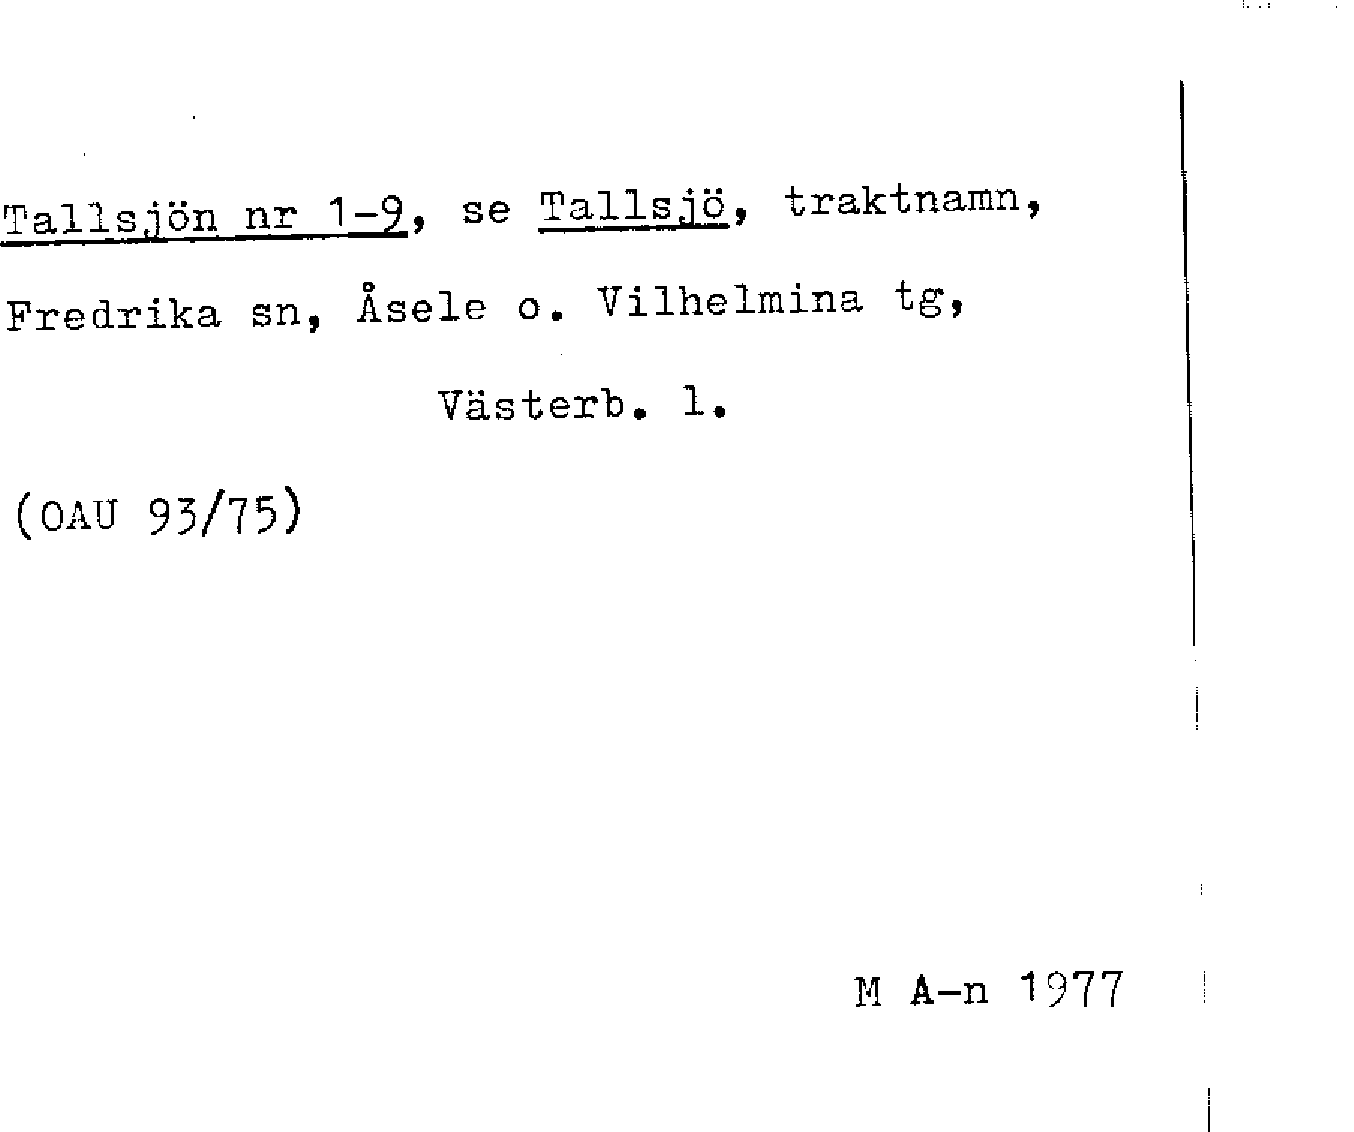 Tallsjön nr 1-9, se Tallsjö, traktnamn,
Fredrika sn, Åsele o. Vilhelmina tg,
Västerb. l.
(OAU 93/75)
M A-n 1977